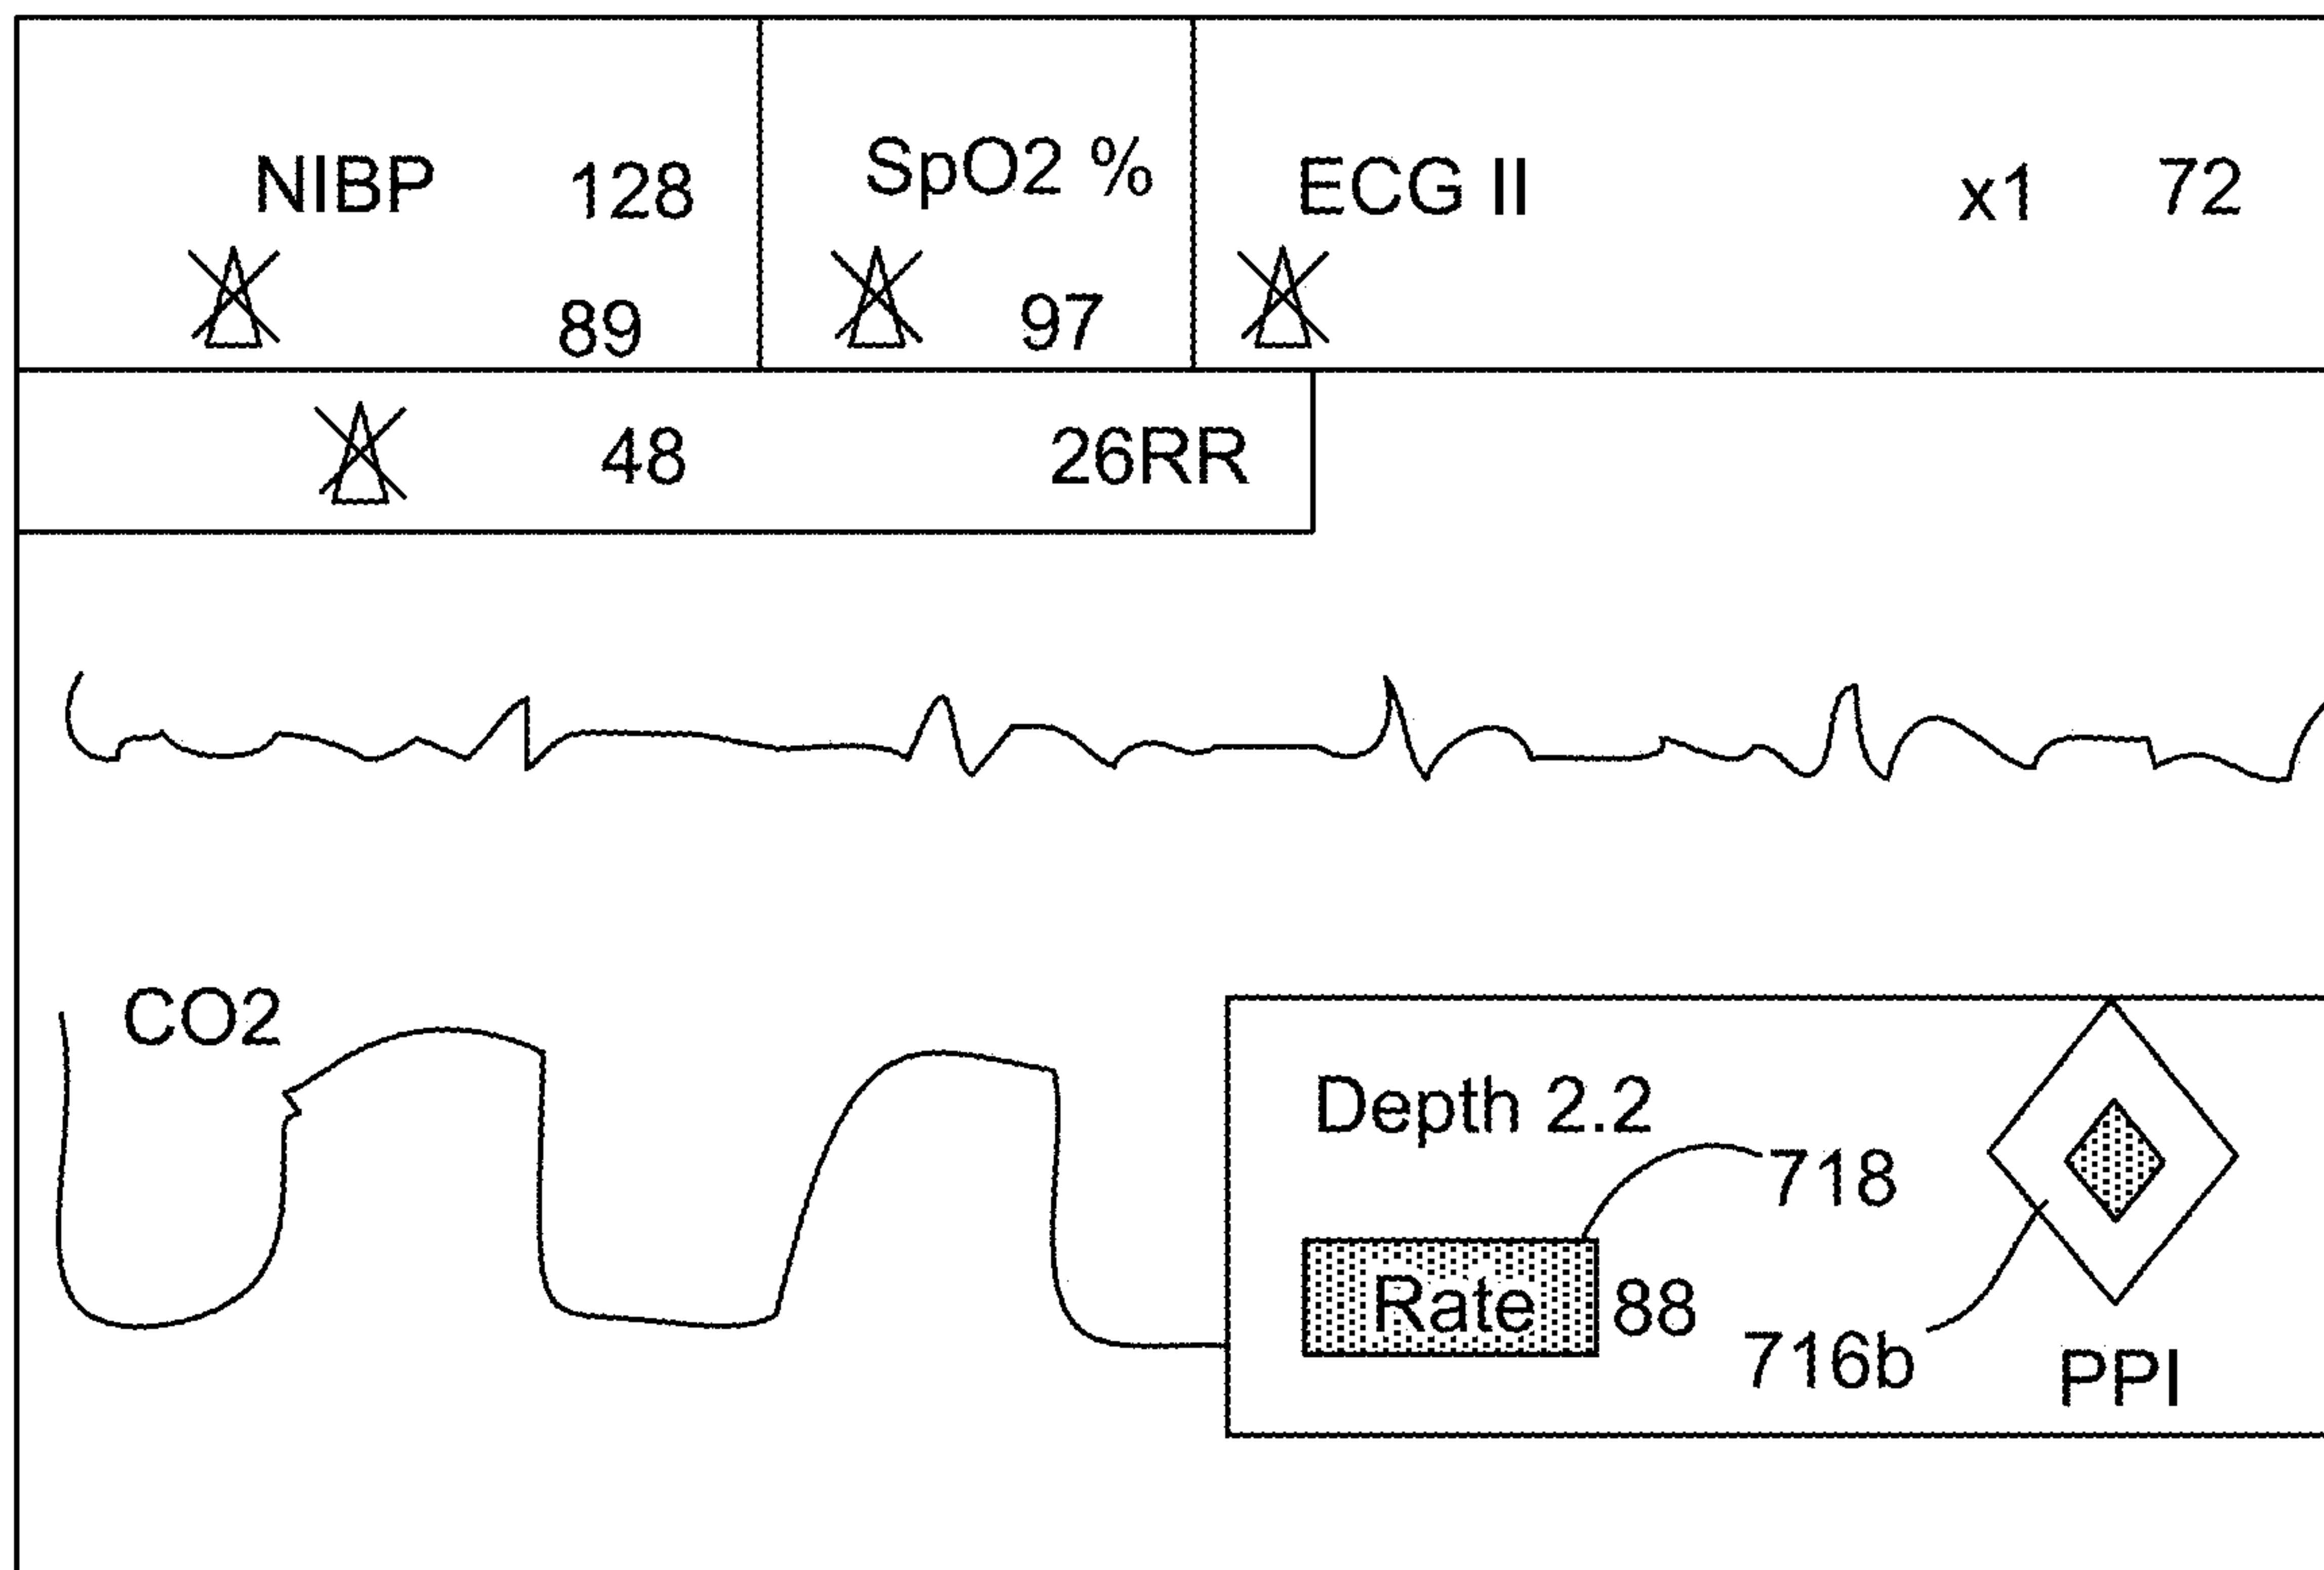 NIBP 128 SpO2 % ECG II x1 72
89 97
48 26RR
CO2
Depth 2.2
718
Rate 88
716b PPI